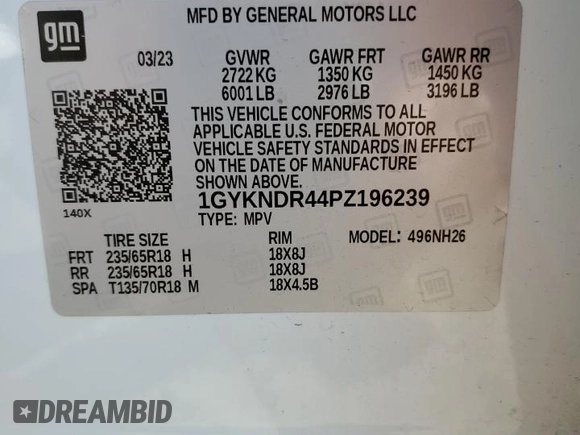 gm
MFD BY GENERAL MOTORS LLC
03/23 GVWR GAWR FRT GAWR RR
2722 KG 1350 KG 1450 KG
6001 LB 2976 LB 3196 LB
THIS VEHICLE CONFORMS TO ALL
APPLICABLE U.S. FEDERAL MOTOR
VEHICLE SAFETY STANDARDS IN EFFECT
ON THE DATE OF MANUFACTURE
SHOWN ABOVE.
140X
1GYKNDR44PZ196239
TYPE: MPV
TIRE SIZE RIM MODEL: 496NH26
FRT 235/65R18 H 18X8J
RR 235/65R18 H 18X8J
SPA T135/70R18 M 18X4.5B
DREAMBID